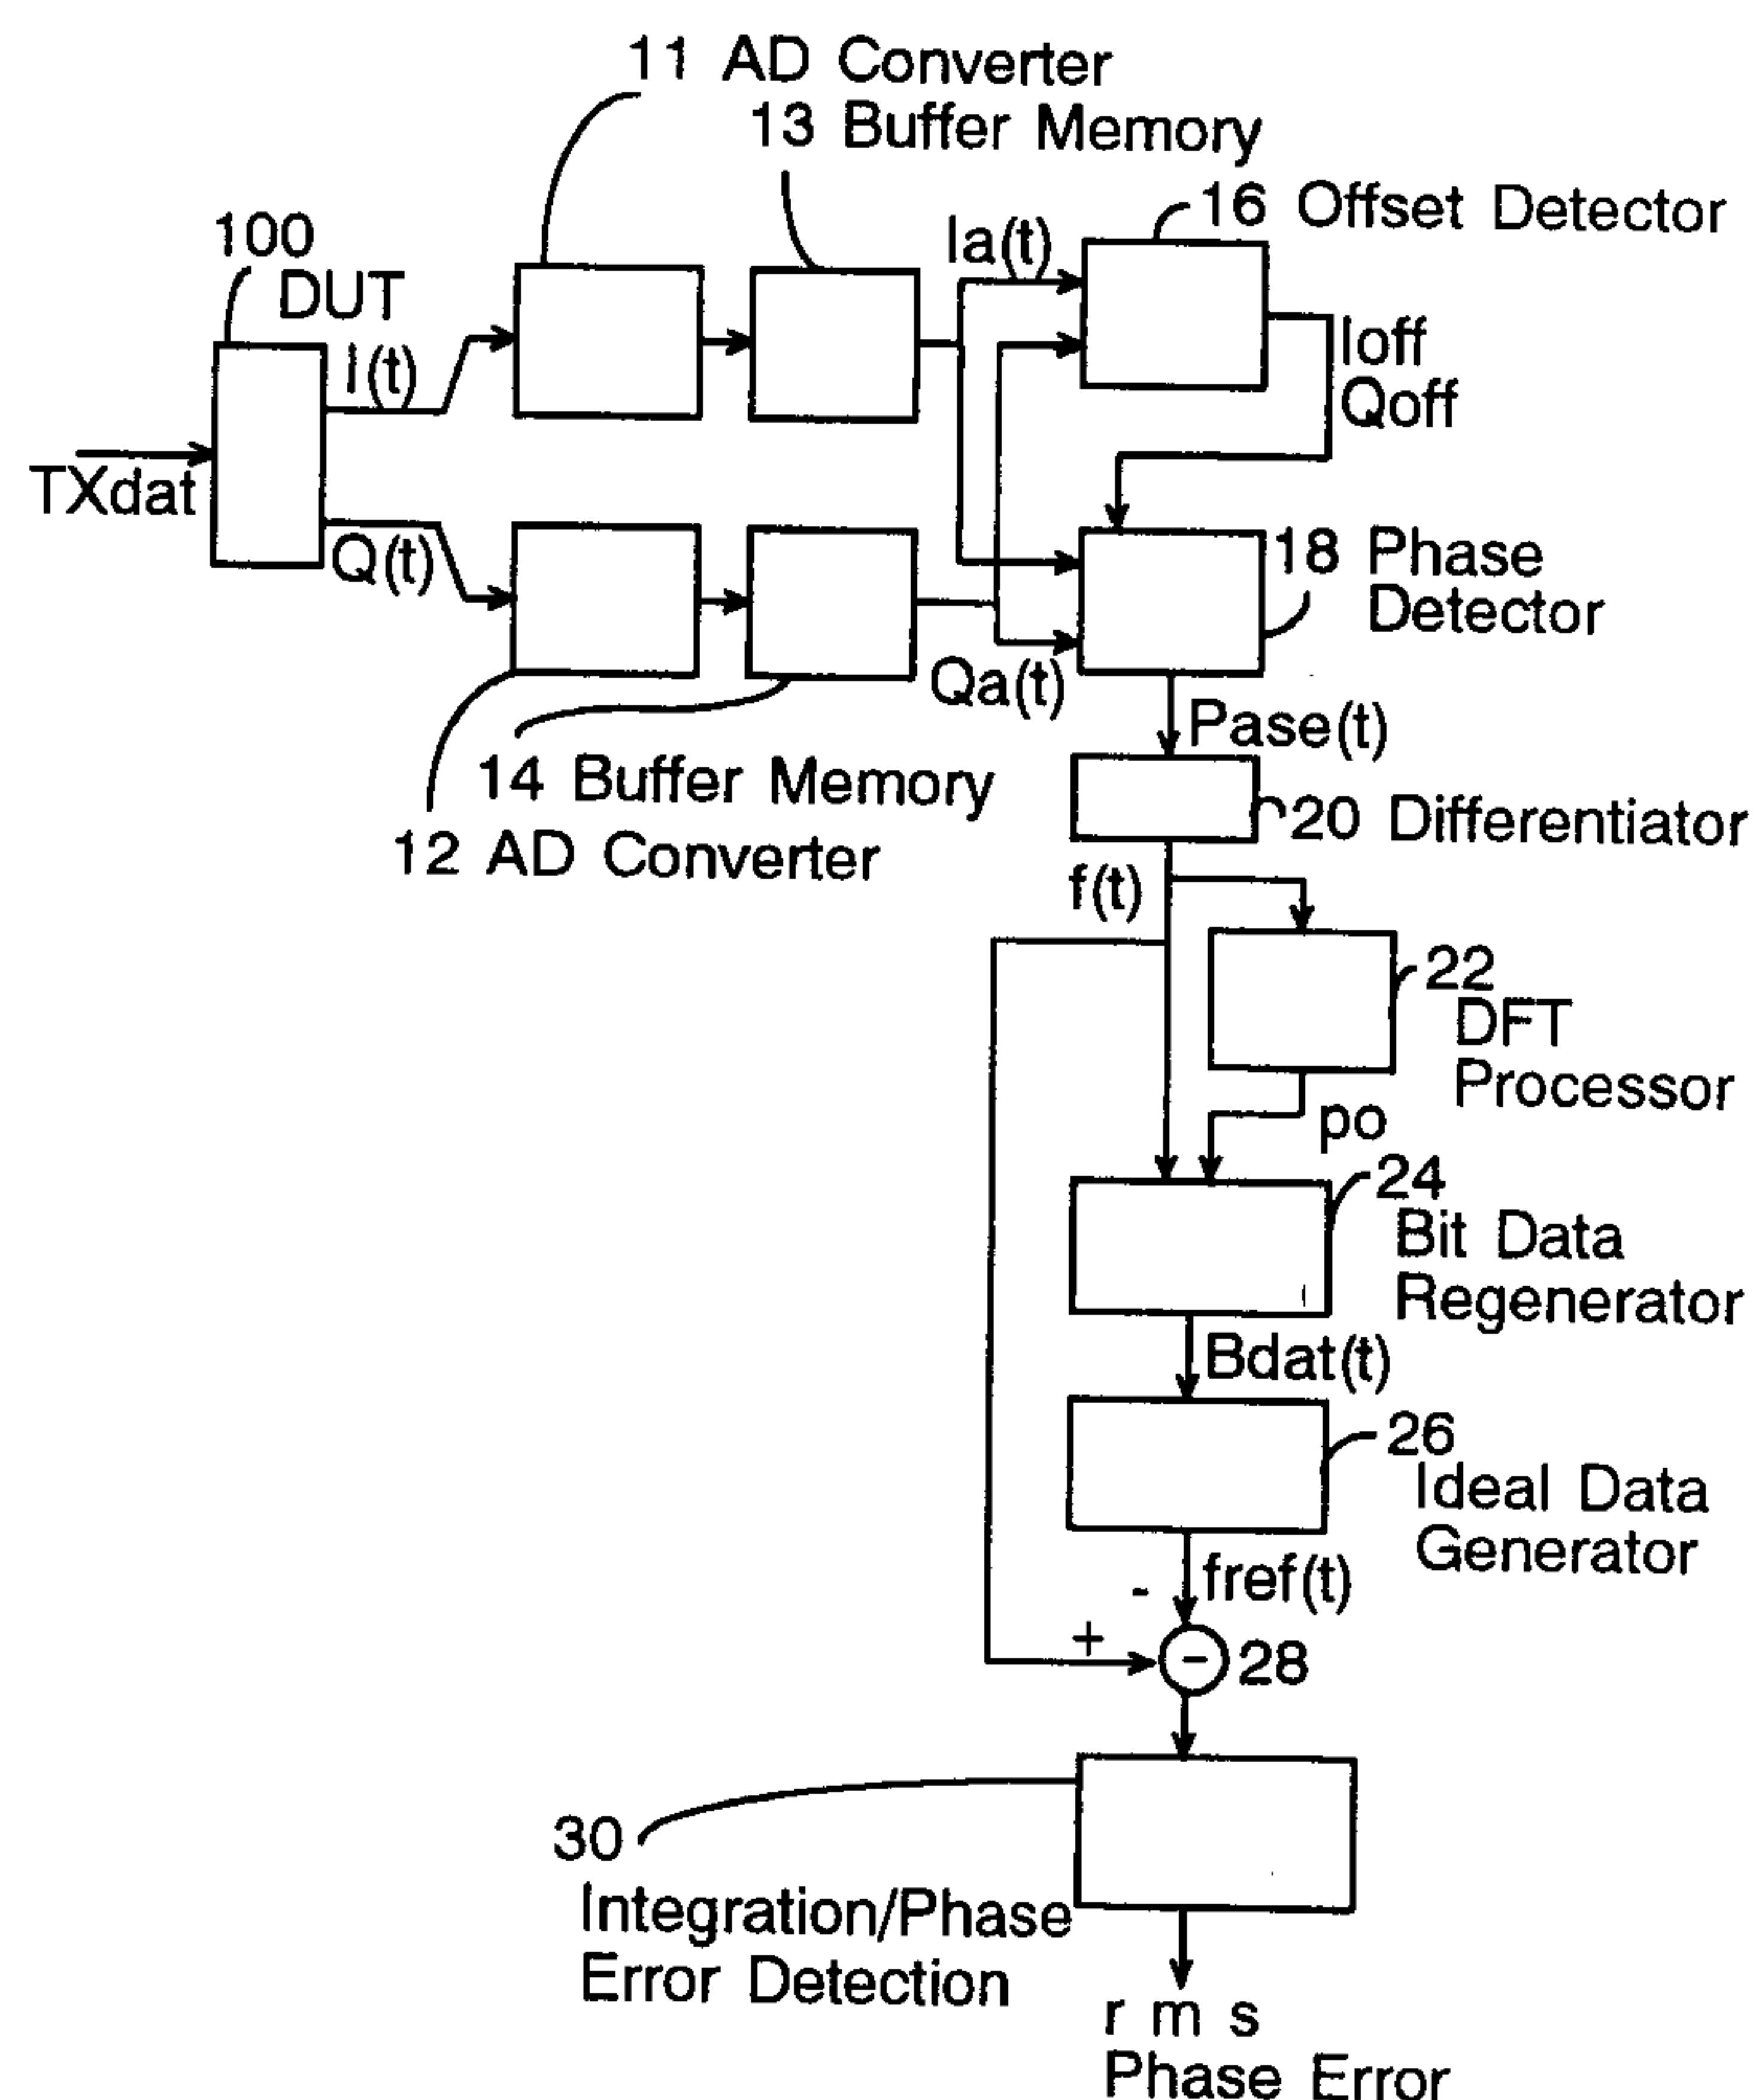 11 AD Converter
13 Buffer Memory
16 Offset Detector
100
DUT
Ia(t)
I(t)
Ioff
Qoff
TXdat
Q(t)
18 Phase
Detector
Qa(t)
Pase(t)
14 Buffer Memory
12 AD Converter
20 Differentiator
f(t)
22
DFT
Processor
po
24
Bit Data
Regenerator
Bdat(t)
26
Ideal Data
Generator
- fref(t)
+
- 28
30
Integration/Phase
Error Detection
r m s
Phase Error